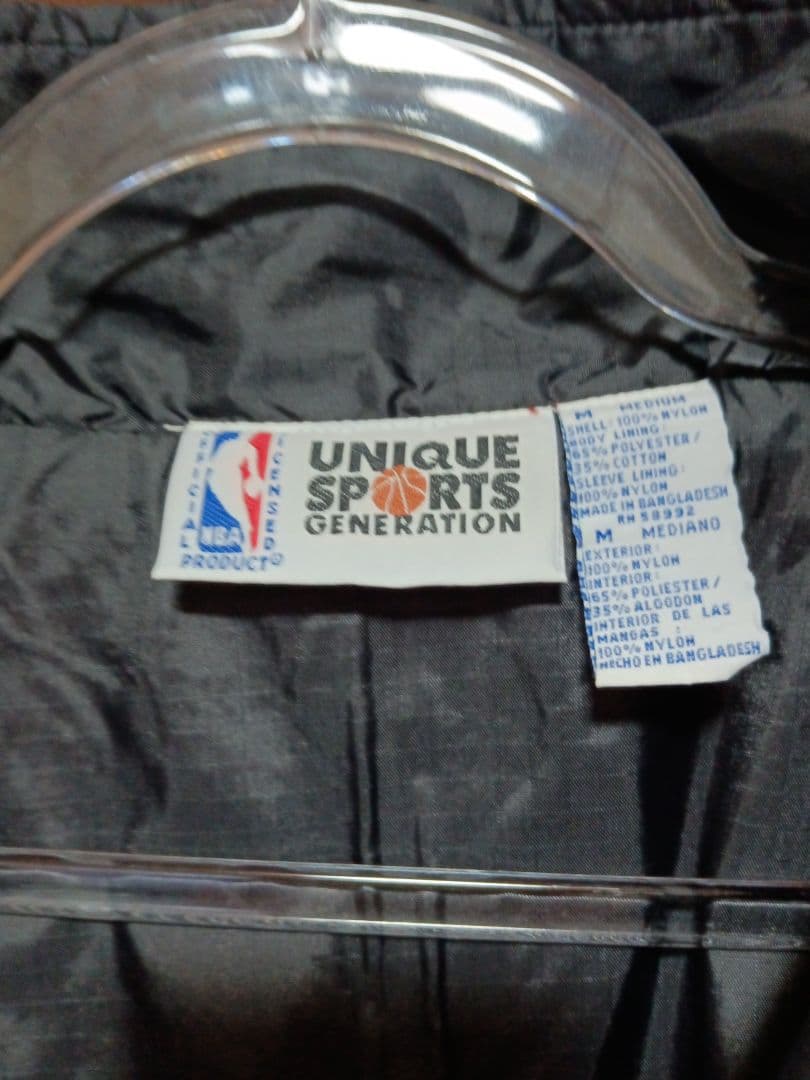 OFFICIAL
LICENSED
NBA
PRODUCT©
UNIQUE
SPORTS
GENERATION
M MEDIUM
SHELL: 100% NYLON
BODY LINING:
65% POLYESTER/
35% COTTON
SLEEVE LINING:
100% NYLON
MADE IN BANGLADESH
RN 58992
M MEDIANO
EXTERIOR:
100% NYLON
INTERIOR:
65% POLIESTER/
35% ALGODON
INTERIOR DE LAS
MANGAS :
100% NYLON
HECHO EN BANGLADESH